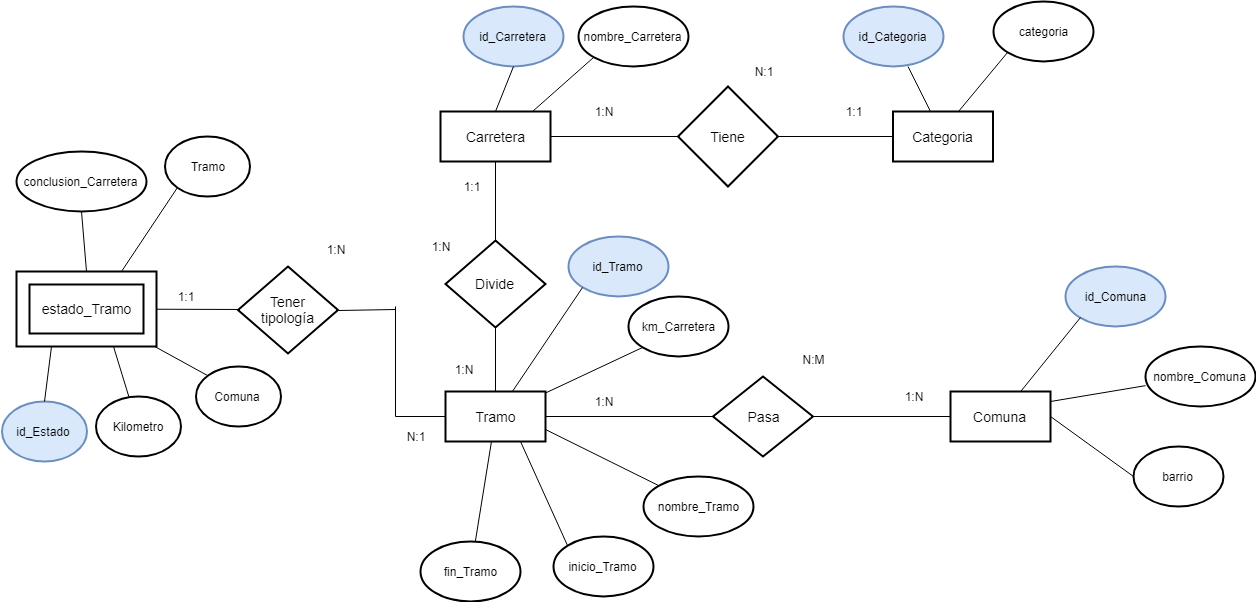 id_Carretera
nombre_Carretera
id_Categoria
categoria
N:1
1:N
1:1
Carretera
Tiene
Categoria
Tramo
conclusion_Carretera
1:1
1:N
1:N
id_Tramo
Divide
1:1
Tener
tipología
estado_Tramo
id_Comuna
km_Carretera
N:M
1:N
nombre_Comuna
Comuna
1:N
1:N
Tramo
Pasa
Comuna
Kilometro
id_Estado
N:1
barrio
nombre_Tramo
fin_Tramo
inicio_Tramo